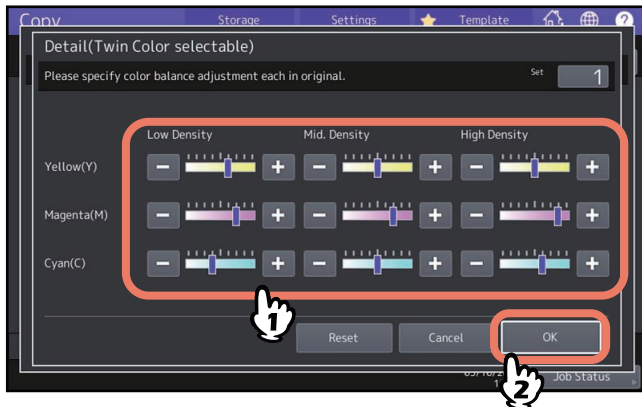 Copy Storage Settings Template ?
Detail(Twin Color selectable)
Please specify color balance adjustment each in original. Set 1
Low Density Mid. Density High Density
Yellow(Y) − + − + − +
Magenta(M) − + − + − +
Cyan(C) − + − + − +
1
Reset Cancel OK
2
Job Status